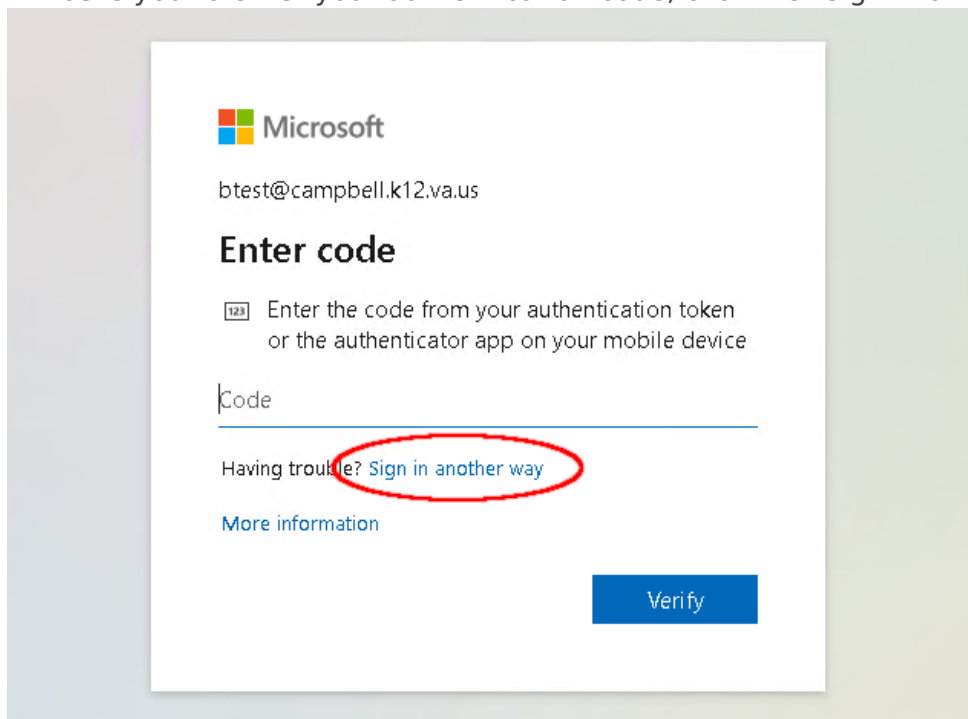 Microsoft
btest@campbell.k12.va.us
Enter code
123 Enter the code from your authentication token
or the authenticator app on your mobile device
Code
Having trouble? Sign in another way
More information
Verify